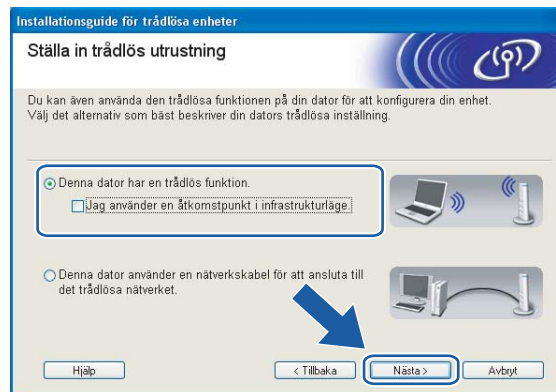 Installationsguide för trådlösa enheter
Ställa in trådlös utrustning
Du kan även använda den trådlösa funktionen på din dator för att konfigurera din enhet.
Välj det alternativ som bäst beskriver din dators trådlösa inställning.
Denna dator har en trådlös funktion.
Jag använder en åtkomstpunkt i infrastrukturläge.
Denna dator använder en nätverkskabel för att ansluta till
det trådlösa nätverket.
Hjälp
< Tillbaka
Nästa >
Avbryt